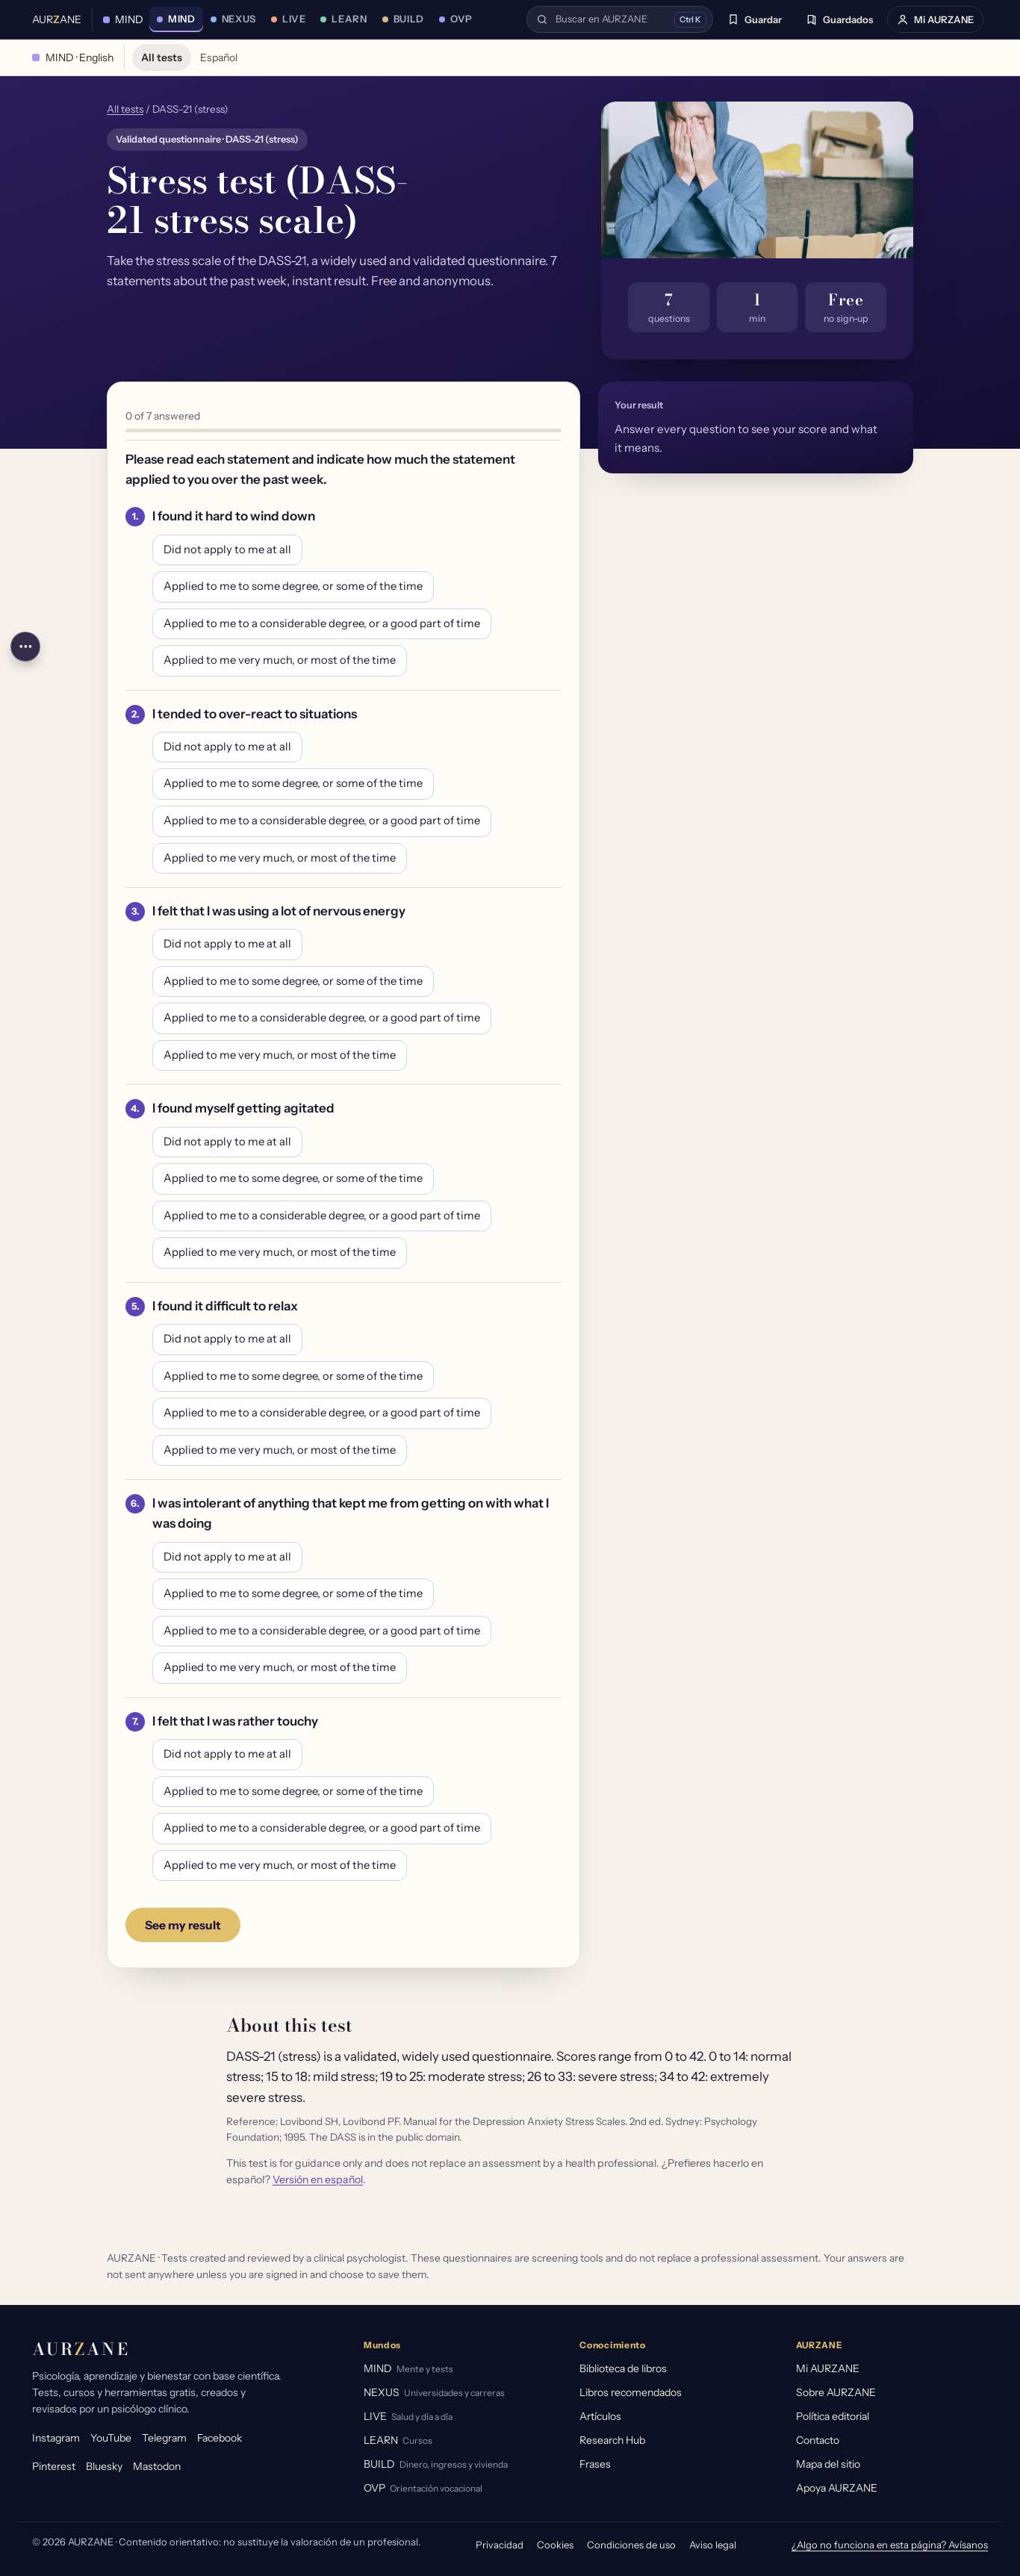 AURZANE MIND MIND NEXUS LIVE LEARN BUILD OVP Buscar en AURZANE Ctrl K Guardar Guardados Mi AURZANE
MIND · English All tests Español
All tests / DASS-21 (stress)
Validated questionnaire · DASS-21 (stress)
Stress test (DASS-
21 stress scale)
Take the stress scale of the DASS-21, a widely used and validated questionnaire. 7
statements about the past week, instant result. Free and anonymous.
7 1 Free
questions min no sign-up
0 of 7 answered
Your result
Answer every question to see your score and what
it means.
Please read each statement and indicate how much the statement
applied to you over the past week.
1. I found it hard to wind down
Did not apply to me at all
Applied to me to some degree, or some of the time
Applied to me to a considerable degree, or a good part of time
Applied to me very much, or most of the time
2. I tended to over-react to situations
Did not apply to me at all
Applied to me to some degree, or some of the time
Applied to me to a considerable degree, or a good part of time
Applied to me very much, or most of the time
3. I felt that I was using a lot of nervous energy
Did not apply to me at all
Applied to me to some degree, or some of the time
Applied to me to a considerable degree, or a good part of time
Applied to me very much, or most of the time
4. I found myself getting agitated
Did not apply to me at all
Applied to me to some degree, or some of the time
Applied to me to a considerable degree, or a good part of time
Applied to me very much, or most of the time
5. I found it difficult to relax
Did not apply to me at all
Applied to me to some degree, or some of the time
Applied to me to a considerable degree, or a good part of time
Applied to me very much, or most of the time
6. I was intolerant of anything that kept me from getting on with what I
was doing
Did not apply to me at all
Applied to me to some degree, or some of the time
Applied to me to a considerable degree, or a good part of time
Applied to me very much, or most of the time
7. I felt that I was rather touchy
Did not apply to me at all
Applied to me to some degree, or some of the time
Applied to me to a considerable degree, or a good part of time
Applied to me very much, or most of the time
See my result
About this test
DASS-21 (stress) is a validated, widely used questionnaire. Scores range from 0 to 42. 0 to 14: normal
stress; 15 to 18: mild stress; 19 to 25: moderate stress; 26 to 33: severe stress; 34 to 42: extremely
severe stress.
Reference: Lovibond SH, Lovibond PF. Manual for the Depression Anxiety Stress Scales. 2nd ed. Sydney: Psychology
Foundation; 1995. The DASS is in the public domain.
This test is for guidance only and does not replace an assessment by a health professional. ¿Prefieres hacerlo en
español? Versión en español.
AURZANE · Tests created and reviewed by a clinical psychologist. These questionnaires are screening tools and do not replace a professional assessment. Your answers are
not sent anywhere unless you are signed in and choose to save them.
AURZANE
Psicología, aprendizaje y bienestar con base científica.
Tests, cursos y herramientas gratis, creados y
revisados por un psicólogo clínico.
Instagram YouTube Telegram Facebook
Pinterest Bluesky Mastodon
Mundos
MIND Mente y tests
NEXUS Universidades y carreras
LIVE Salud y día a día
LEARN Cursos
BUILD Dinero, ingresos y vivienda
OVP Orientación vocacional
Conocimiento
Biblioteca de libros
Libros recomendados
Artículos
Research Hub
Frases
AURZANE
Mi AURZANE
Sobre AURZANE
Política editorial
Contacto
Mapa del sitio
Apoya AURZANE
© 2026 AURZANE · Contenido orientativo: no sustituye la valoración de un profesional.
Privacidad Cookies Condiciones de uso Aviso legal
¿Algo no funciona en esta página? Avísanos